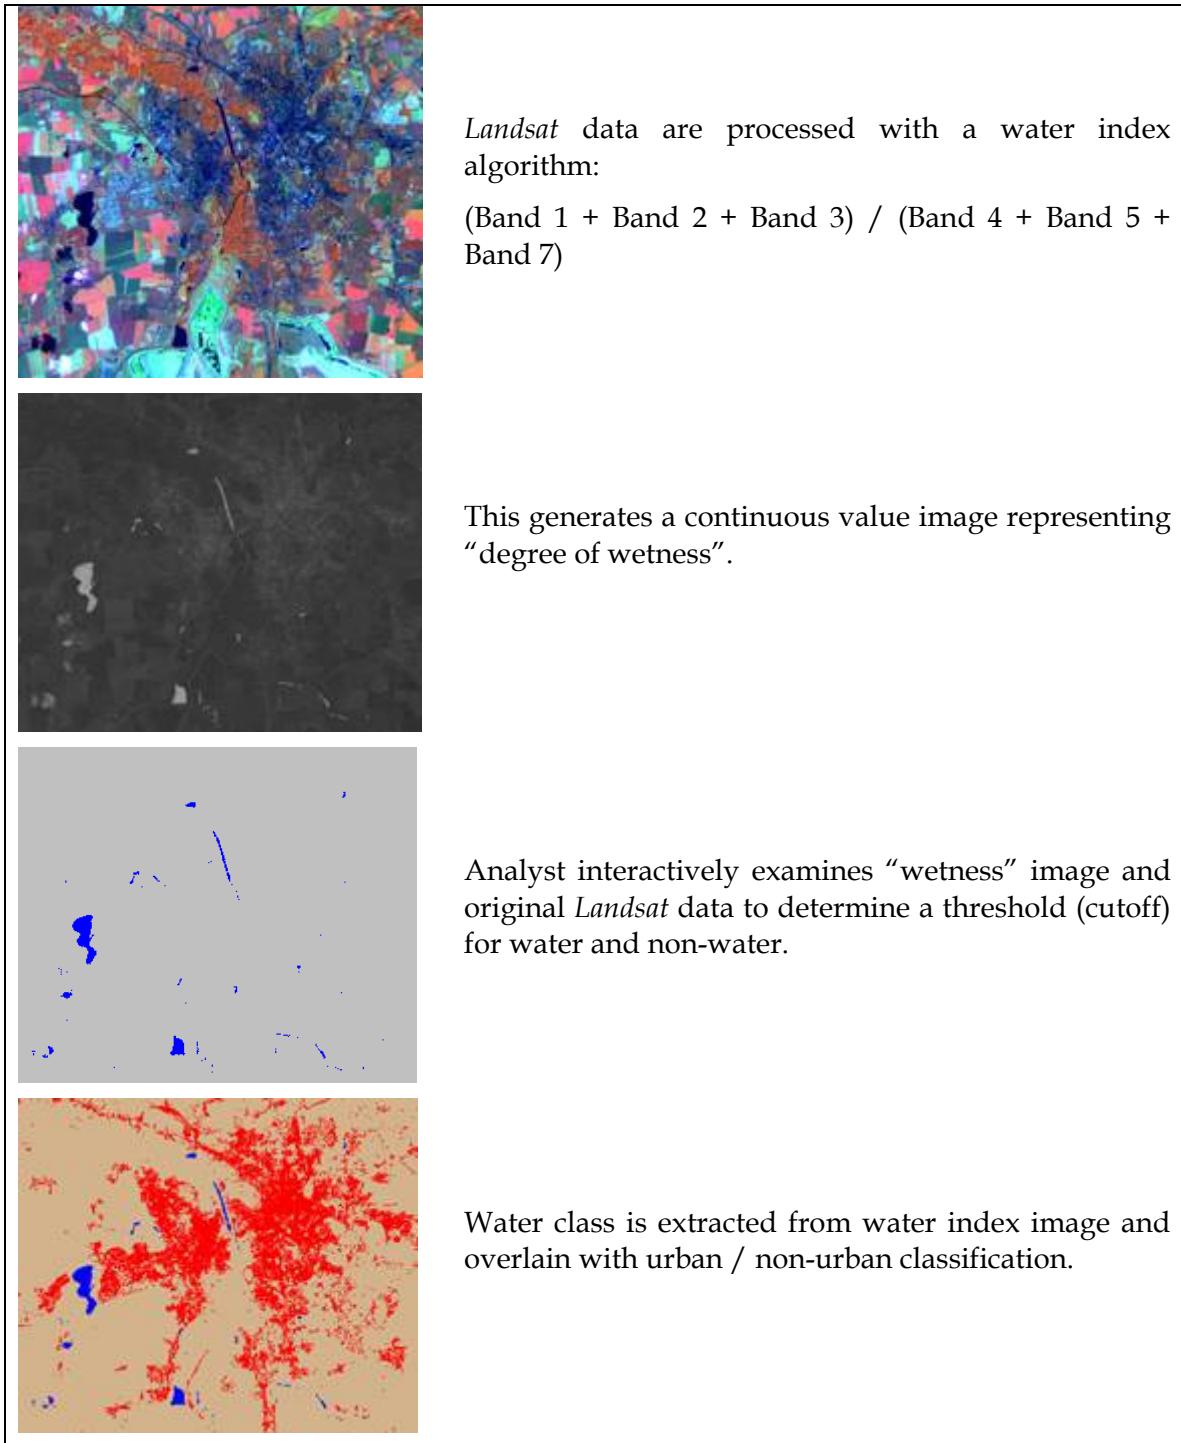 Landsat data are processed with a water index
algorithm:
(Band 1 + Band 2 + Band 3) / (Band 4 + Band 5 +
Band 7)
This generates a continuous value image representing
“degree of wetness”.
Analyst interactively examines “wetness” image and
original Landsat data to determine a threshold (cutoff)
for water and non-water.
Water class is extracted from water index image and
overlain with urban / non-urban classification.